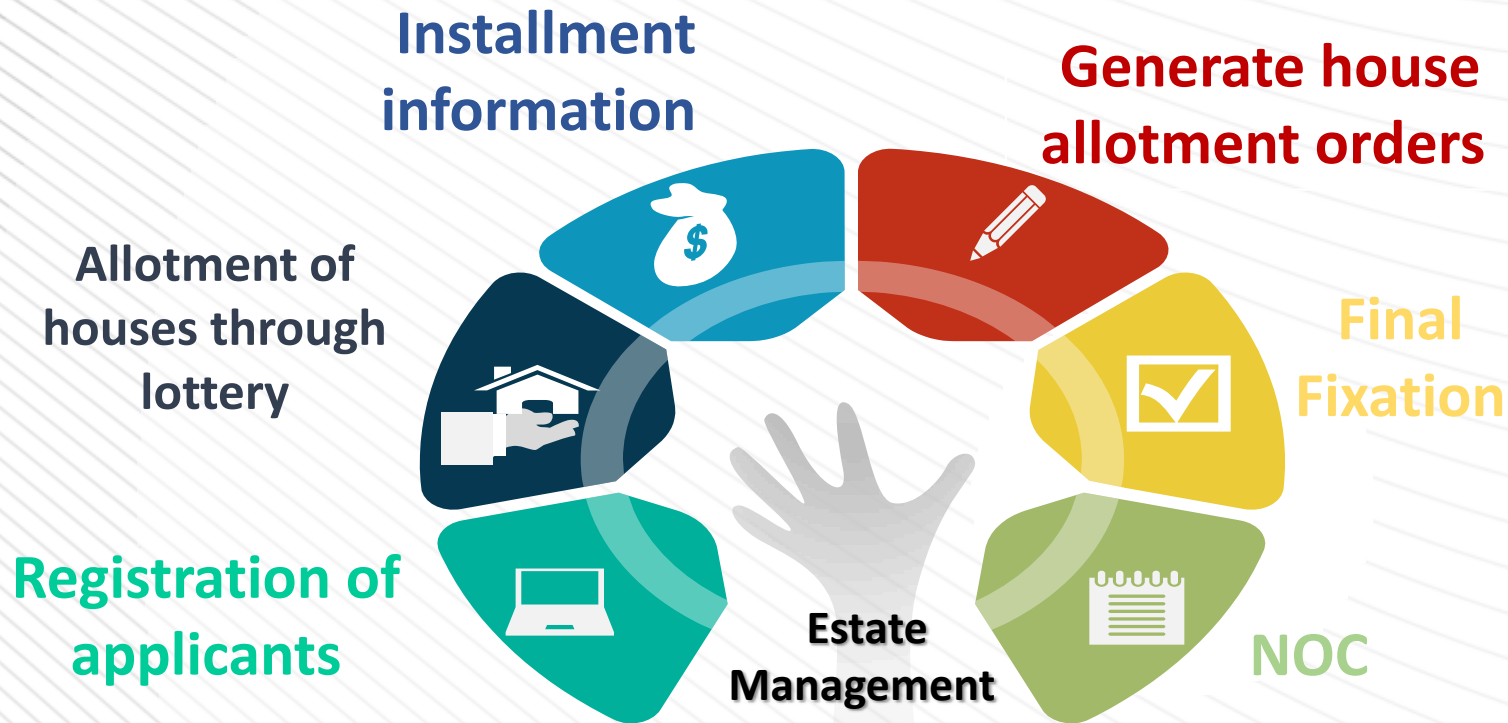 Installment
information
Generate house
allotment orders
Allotment of
houses through
lottery
$
Final
Fixation
Registration of
applicants
Estate
Management
NOC